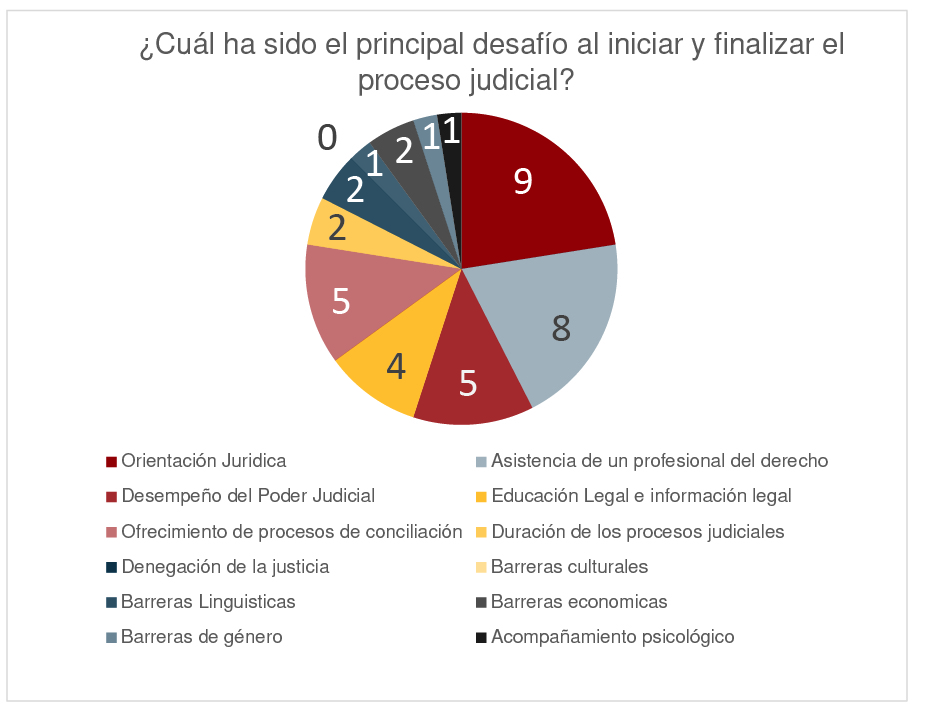 ¿Cuál ha sido el principal desafío al iniciar y finalizar el
proceso judicial?
0
1
2
1
1
2
2
9
5
8
4
5
Orientación Juridica
Asistencia de un profesional del derecho
Desempeño del Poder Judicial
Educación Legal e información legal
Ofrecimiento de procesos de conciliación
Duración de los procesos judiciales
Denegación de la justicia
Barreras culturales
Barreras Linguisticas
Barreras economicas
Barreras de género
Acompañamiento psicológico